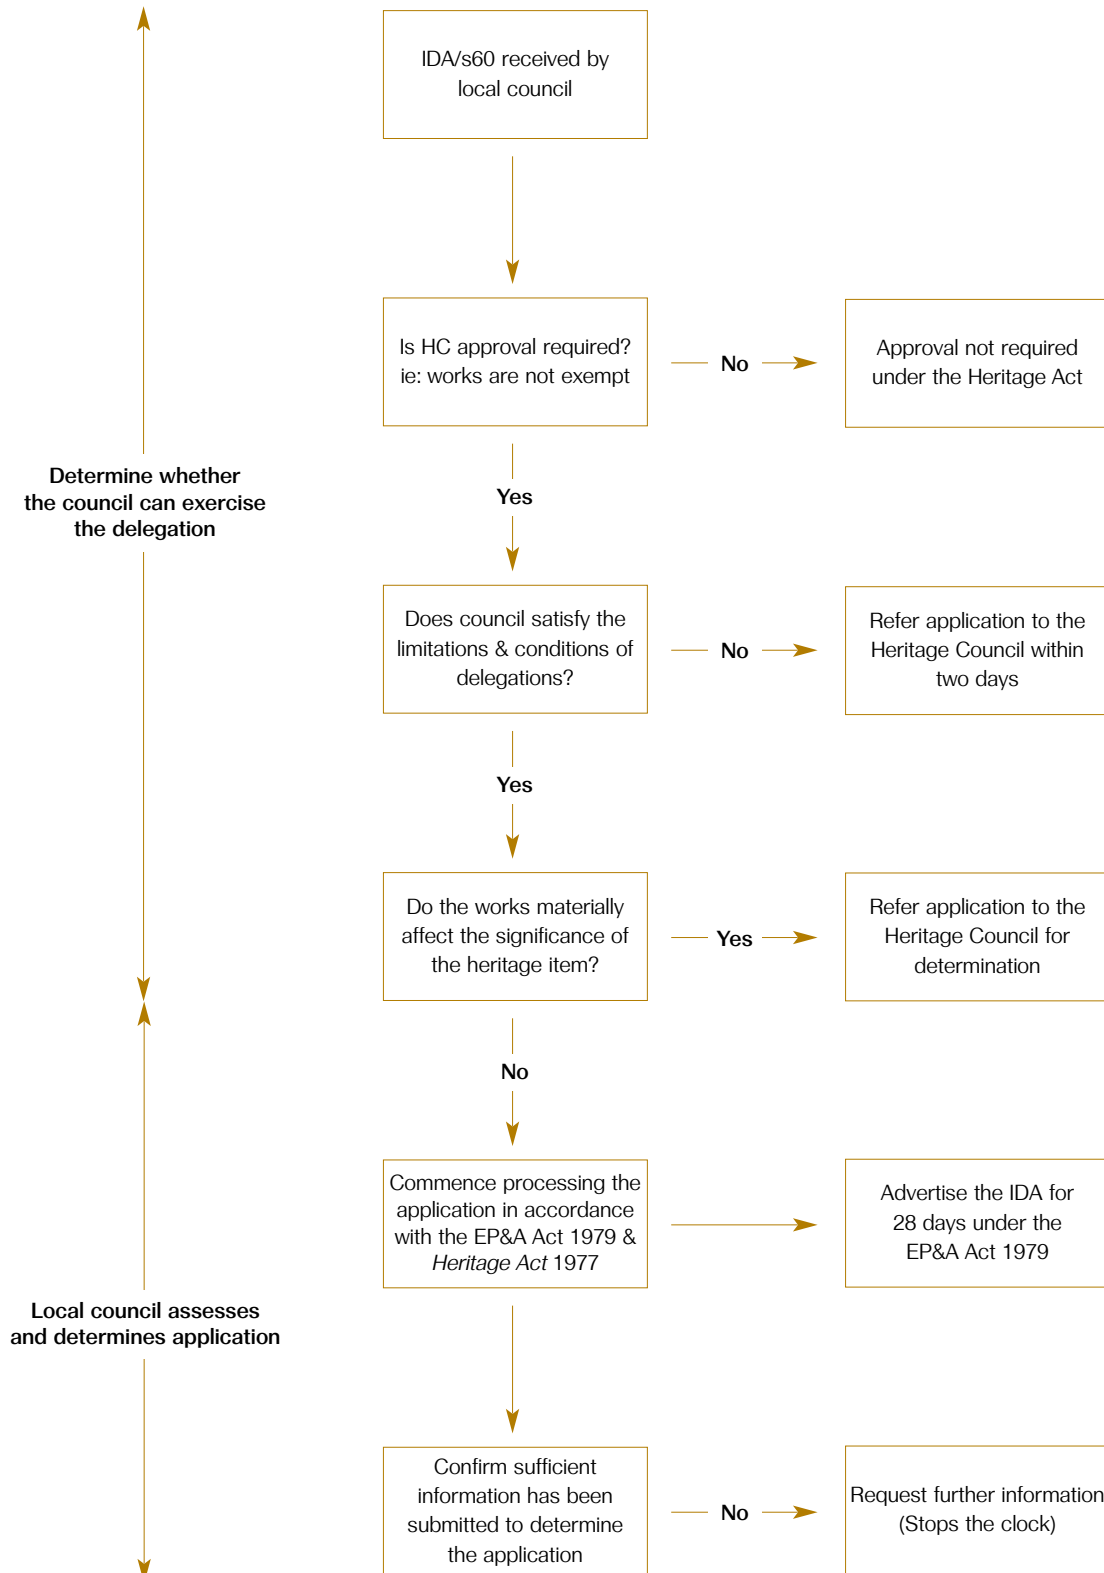 IDA/s60 received by
local council
Is HC approval required?
ie: works are not exempt
No
Approval not required
under the Heritage Act
Determine whether
the council can exercise
the delegation
Yes
Does council satisfy the
limitations & conditions of
delegations?
No
Refer application to the
Heritage Council within
two days
Yes
Do the works materially
affect the significance of
the heritage item?
Yes
Refer application to the
Heritage Council for
determination
No
Commence processing the
application in accordance
with the EP&A Act 1979 &
Heritage Act 1977
Advertise the IDA for
28 days under the
EP&A Act 1979
Local council assesses
and determines application
Confirm sufficient
information has been
submitted to determine
the application
No
Request further information
(Stops the clock)